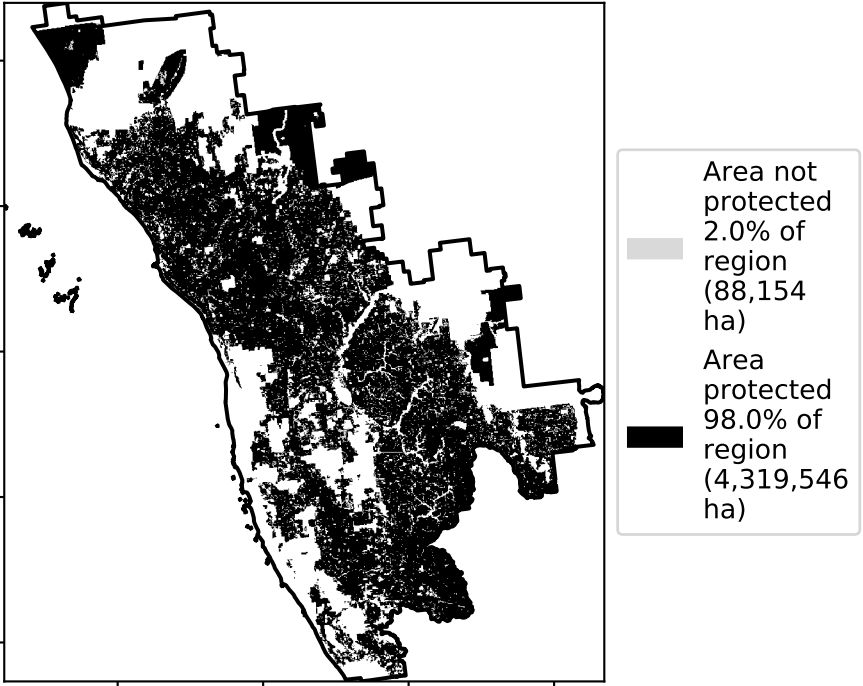 Area not
protected
2.0% of
region
(88,154
ha)
Area
protected
98.0% of
region
(4,319,546
ha)